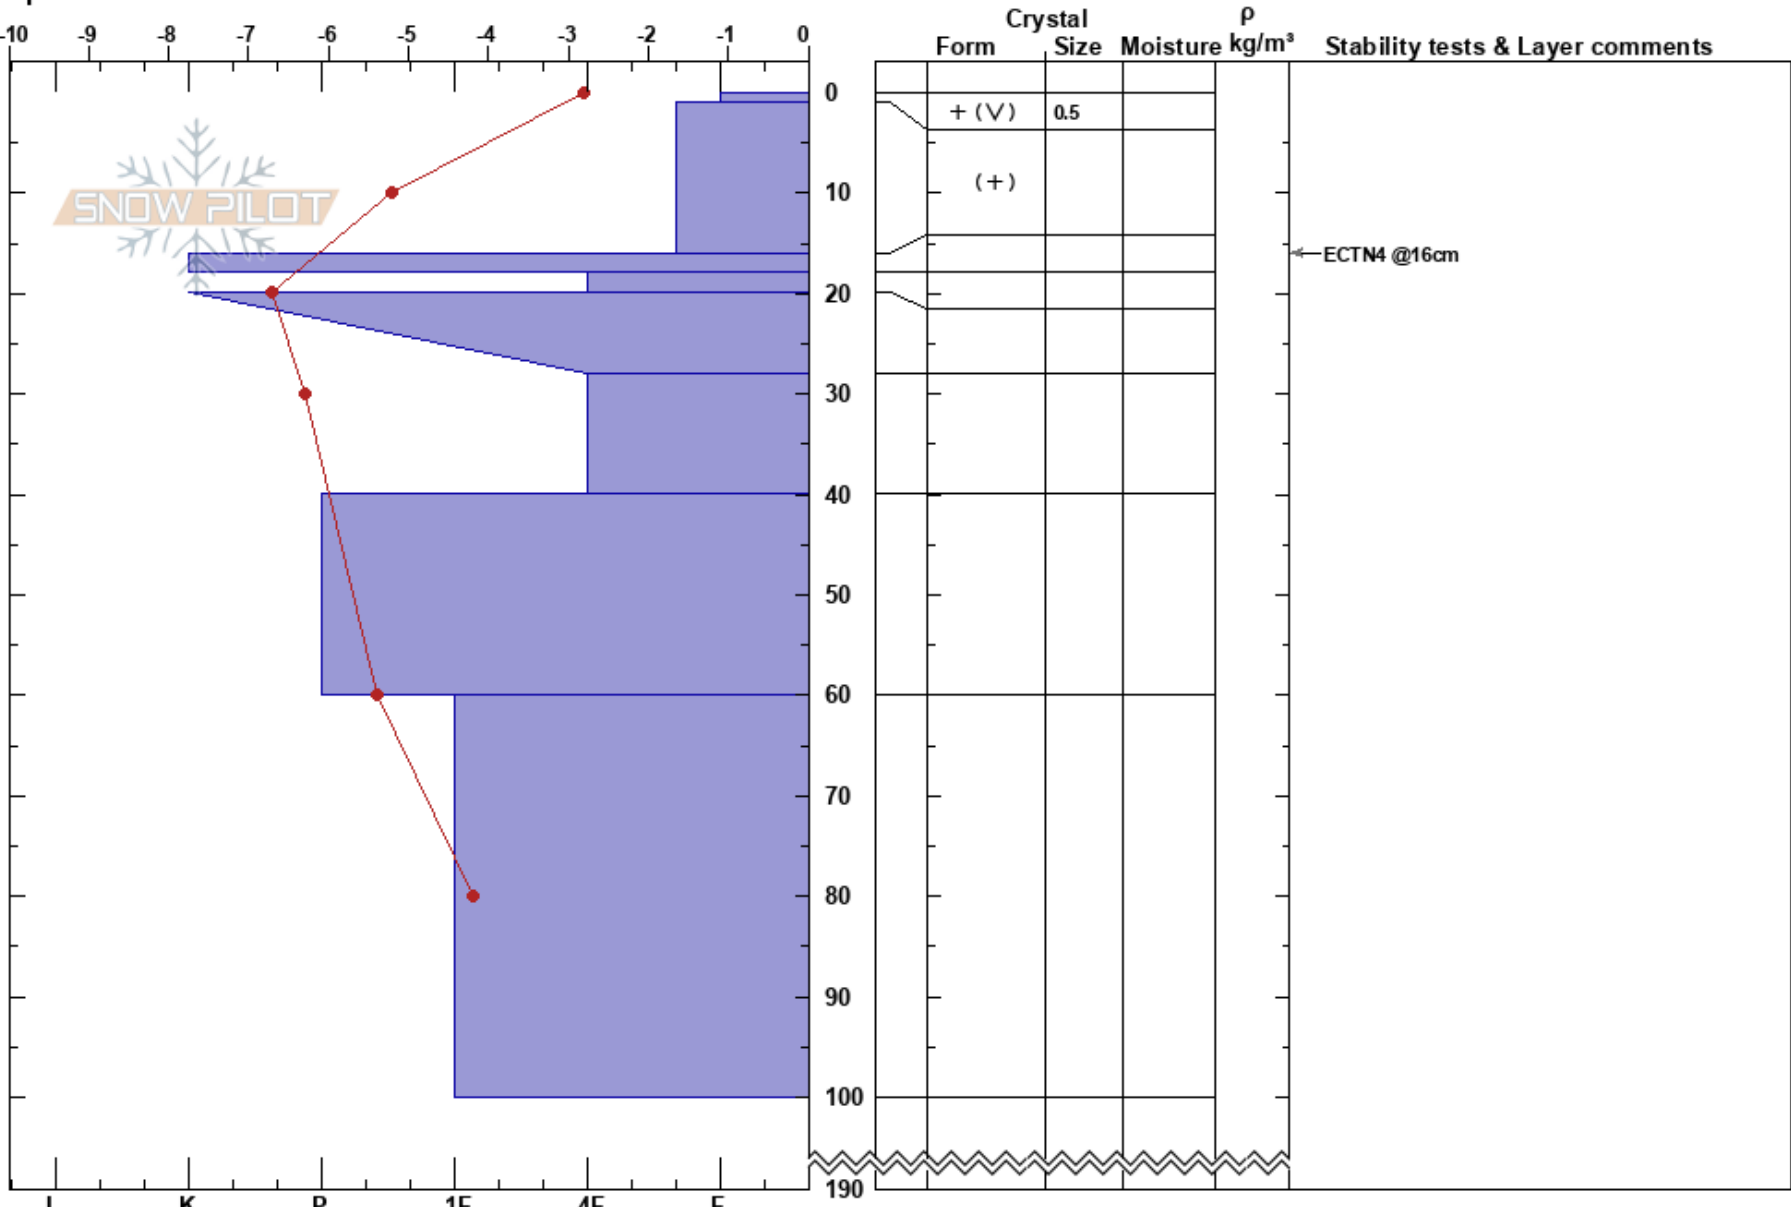 Crystal ρ
-10 -9 -8 -7 -6 -5 -4 -3 -2 -1 0
Form Size Moisture kg/m³ Stability tests & Layer comments
0
+ (V) 0.5
(+)
10
SNOW PILOT
ECTN4 @16cm
20
30
40
50
60
70
80
90
100
190
I K P 1F 4F F